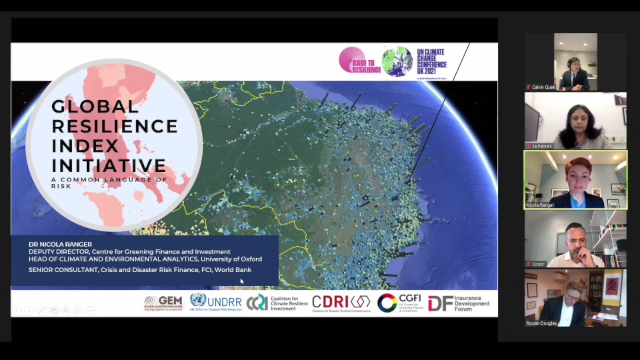 RACE TO
RESILIENCE
UN CLIMATE
CHANGE
CONFERENCE
UK 2021
GLOBAL
RESILIENCE
INDEX
INITIATIVE
A COMMON LANGUAGE OF
RISK
DR NICOLA RANGER
DEPUTY DIRECTOR, Centre for Greening Finance and Investment
HEAD OF CLIMATE AND ENVIRONMENTAL ANALYTICS, University of Oxford
SENIOR CONSULTANT, Crisis and Disaster Risk Finance, FCI, World Bank
GEM
UNDRR
Coalition for
Climate Resilient
Investment
CDRI
CGFI
IDF
Insurance
Development
Forum
Calvin Quek
Nicola Ranger
Rowan Douglas